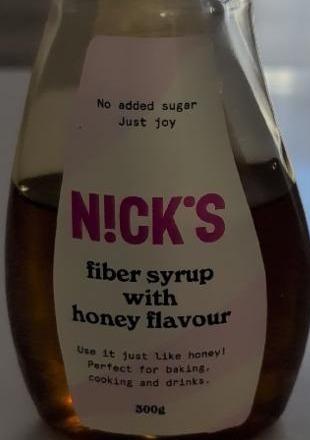 No added sugar
Just joy
N!CK'S
fiber syrup
with
honey flavour
Use it just like honey!
Perfect for baking,
cooking and drinks.
300g